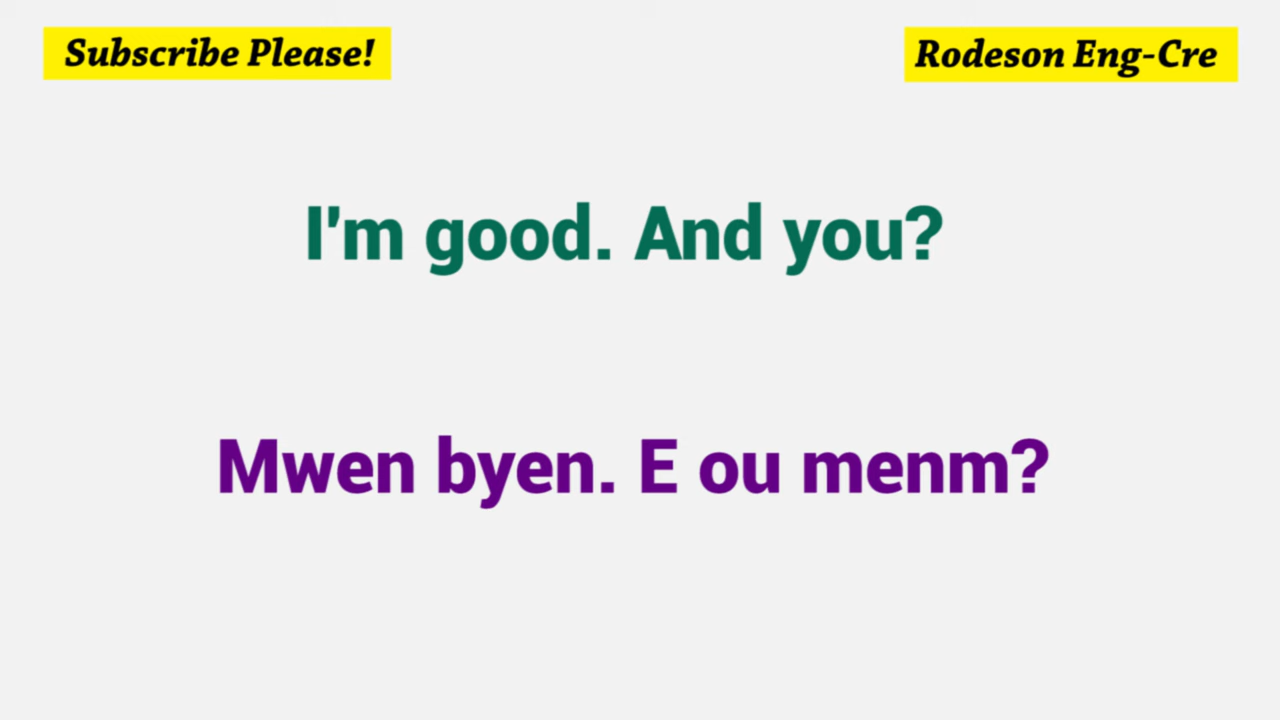 Subscribe Please!
Rodeson Eng-Cre
I'm good. And you?
Mwen byen. E ou menm?